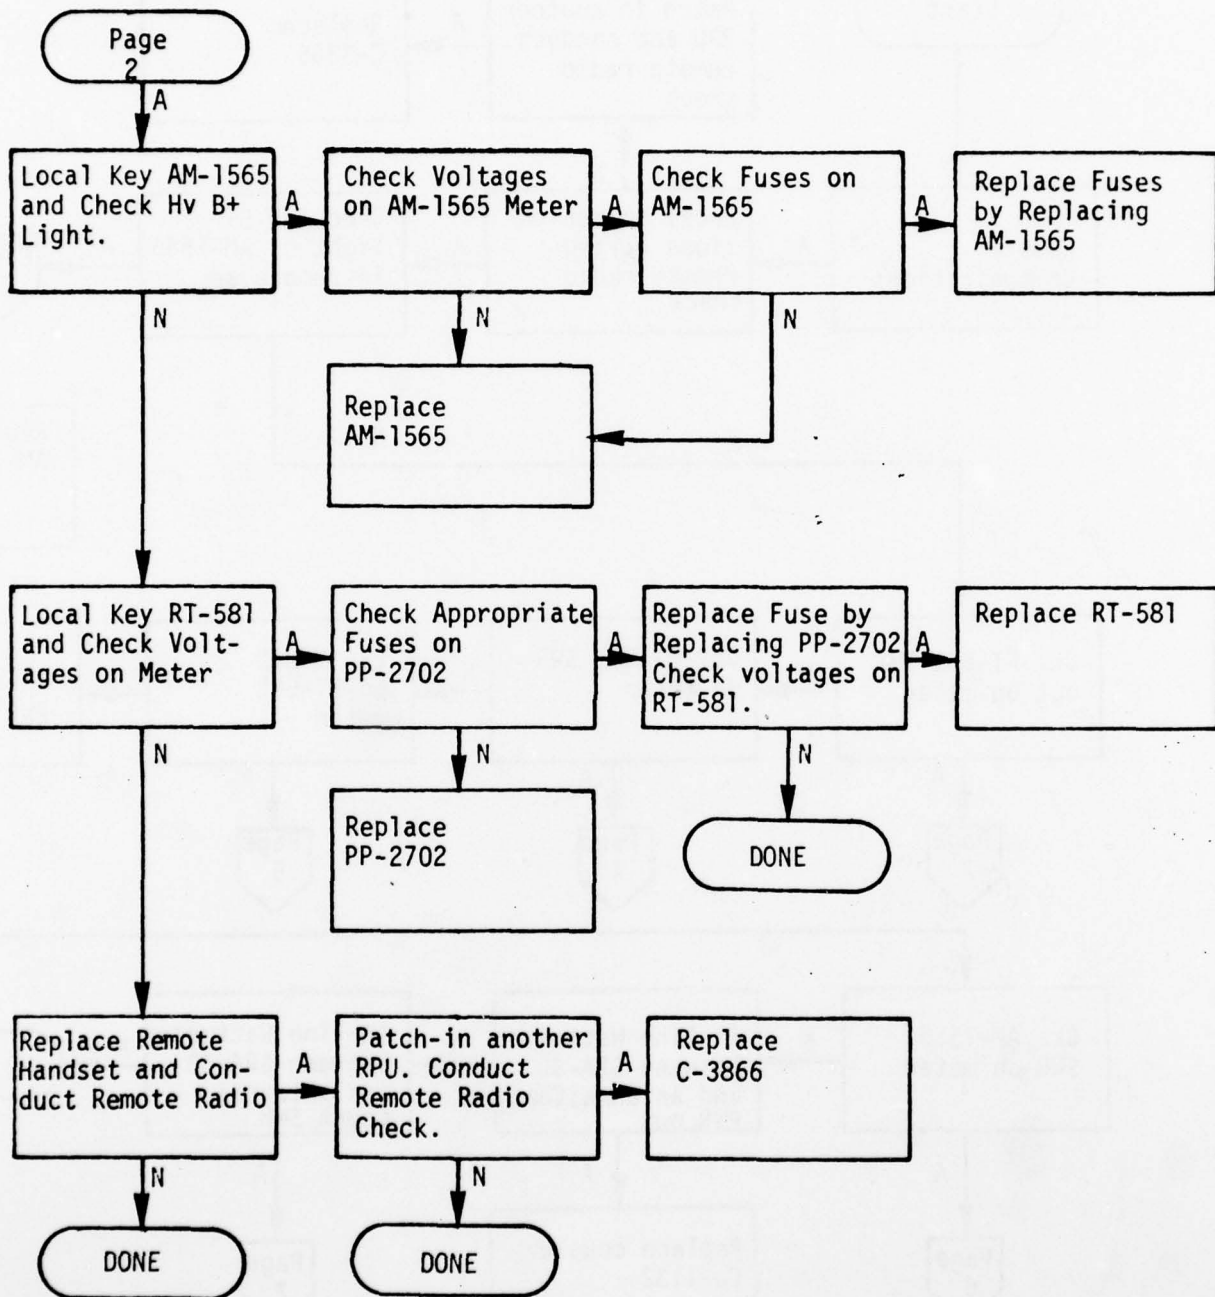 Page
2
A
Local Key AM-1565
and Check Hv B+
Light.
A
Check Voltages
on AM-1565 Meter
A
Check Fuses on
AM-1565
A
Replace Fuses
by Replacing
AM-1565
N
N
N
Replace
AM-1565
Local Key RT-581
and Check Volt-
ages on Meter
A
Check Appropriate
Fuses on
PP-2702
A
Replace Fuse by
Replacing PP-2702
Check voltages on
RT-581.
A
Replace RT-581
N
N
N
Replace
PP-2702
DONE
Replace Remote
Handset and Con-
duct Remote Radio
A
Patch-in another
RPU. Conduct
Remote Radio
Check.
A
Replace
C-3866
N
N
DONE
DONE